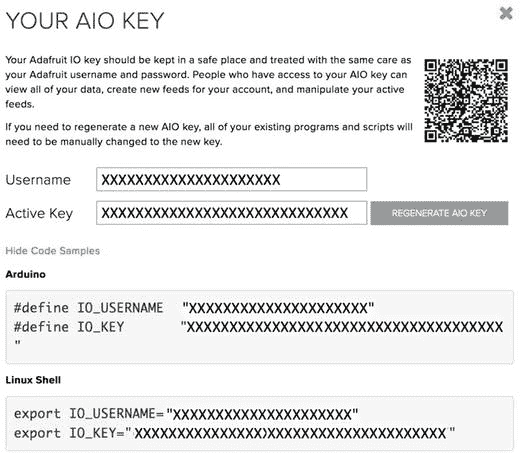 YOUR AIO KEY
Your Adafruit IO key should be kept in a safe place and treated with the same care as
your Adafruit username and password. People who have access to your AIO key can
view all of your data, create new feeds for your account, and manipulate your active
feeds.
If you need to regenerate a new AIO key, all of your existing programs and scripts will
need to be manually changed to the new key.
Username XXXXXXXXXXXXXXXXXXXXX
Active Key XXXXXXXXXXXXXXXXXXXXXXXXXXXXX REGENERATE AIO KEY
Hide Code Samples
Arduino
#define IO_USERNAME "XXXXXXXXXXXXXXXXXXXXX"
#define IO_KEY "XXXXXXXXXXXXXXXXXXXXXXXXXXXXXXXXXXXXX
"
Linux Shell
export IO_USERNAME="XXXXXXXXXXXXXXXXXXXXX"
export IO_KEY="XXXXXXXXXXXXXXX)XXXXXXXXXXXXXXXXXXXXX"